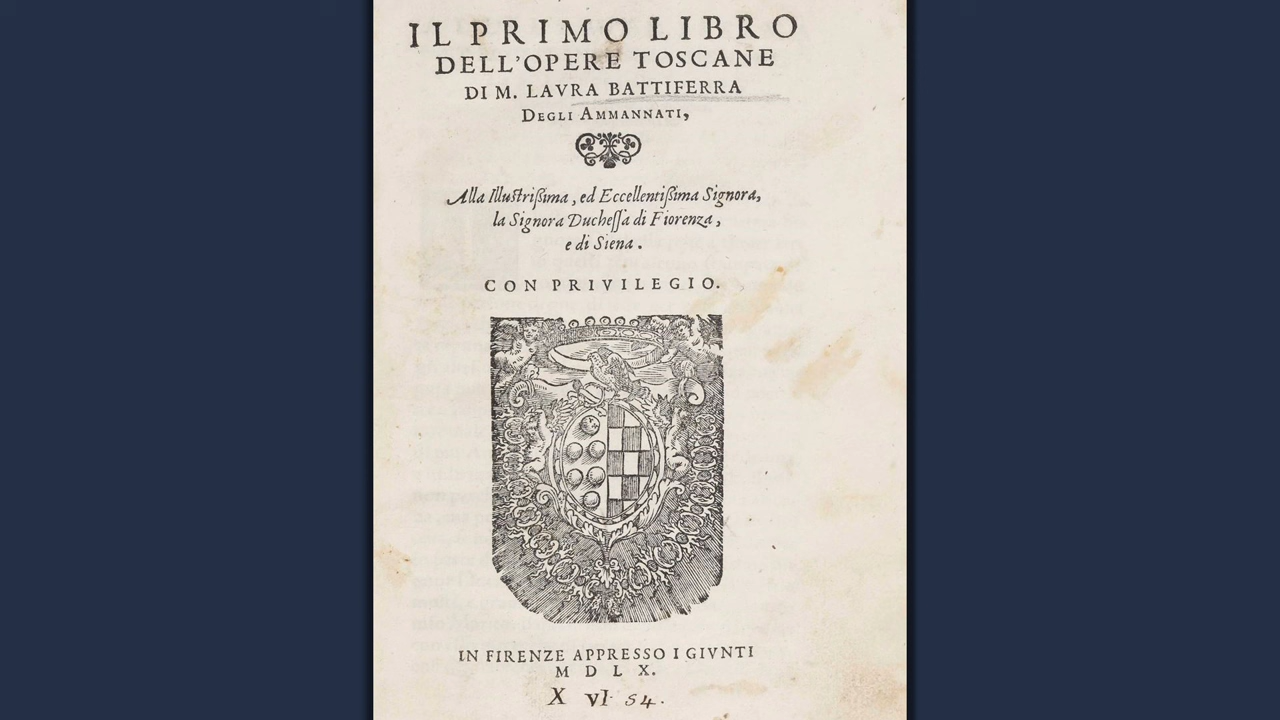 IL PRIMO LIBRO
DELL'OPERE TOSCANE
DI M. LAVRA BATTIFERRA
DEGLI AMMANNATI,
Alla Illustrißima, ed Eccellentißima Signora,
la Signora Ducheſſa di Fiorenza,
e di Siena.
CON PRIVILEGIO.
IN FIRENZE APPRESSO I GIVNTI
M D L X.
X VI 54.